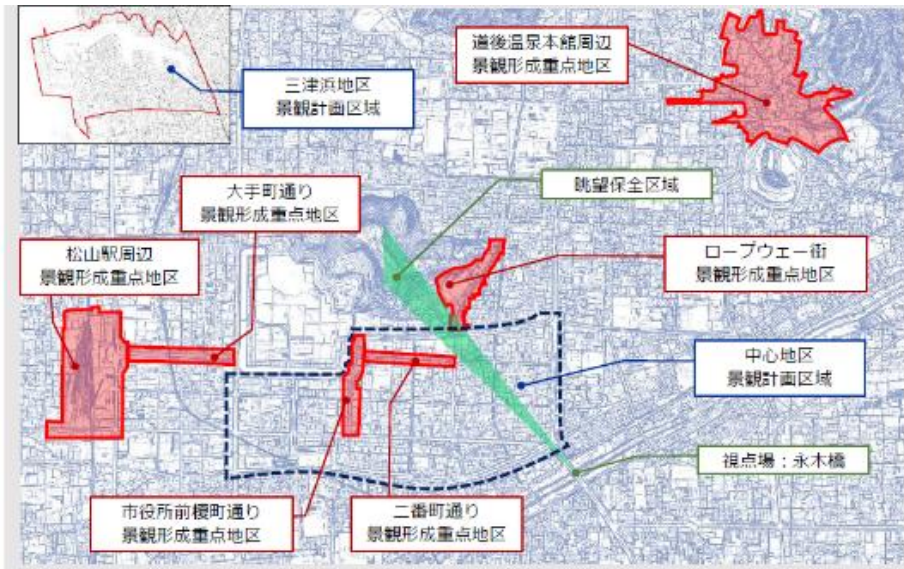 三津浜地区
景観計画区域
道後温泉本館周辺
景観形成重点地区
大手町通り
景観形成重点地区
眺望保全区域
松山駅周辺
景観形成重点地区
ロープウェー街
景観形成重点地区
中心地区
景観計画区域
視点場：永木橋
市役所前榎町通り
景観形成重点地区
二番町通り
景観形成重点地区